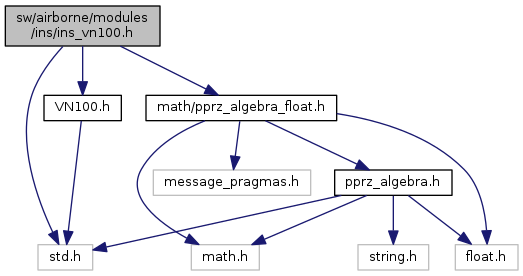 sw/airborne/modules
/ins/ins_vn100.h
VN100.h
math/pprz_algebra_float.h
message_pragmas.h
pprz_algebra.h
std.h
math.h
string.h
float.h